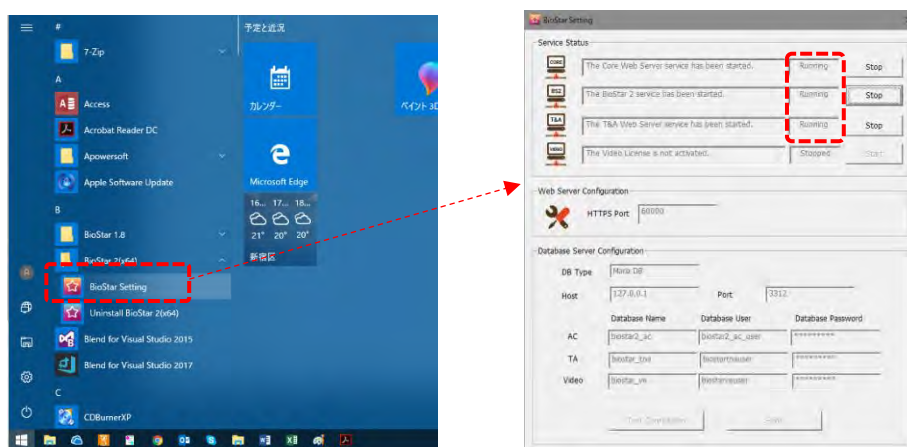 #
7-Zip
A
Access
Acrobat Reader DC
Apowersoft
Apple Software Update
B
BioStar 1.8
BioStar 2(x64)
BioStar Setting
Uninstall BioStar 2(x64)
Blend for Visual Studio 2015
Blend for Visual Studio 2017
C
CDBurnerXP
予定と近況
カレンダー
ペイント 3D
Microsoft Edge
16... 17... 18...
21° 20° 20°
新宿区
BioStar Setting
Service Status
CORE
The Core Web Server service has been started.
Running
Stop
BS2
The BioStar 2 service has been started.
Running
Stop
T&A
The T&A Web Server service has been started.
Running
Stop
VIDEO
The Video License is not activated.
Stopped
Start
Web Server Configuration
HTTPS Port
60000
Database Server Configuration
DB Type
Maria DB
Host
127.0.0.1
Port
3312
Database Name Database User Database Password
AC biostar2_ac biostar2_ac_user *********
TA biostar_tna *********
Video biostar_ve *********